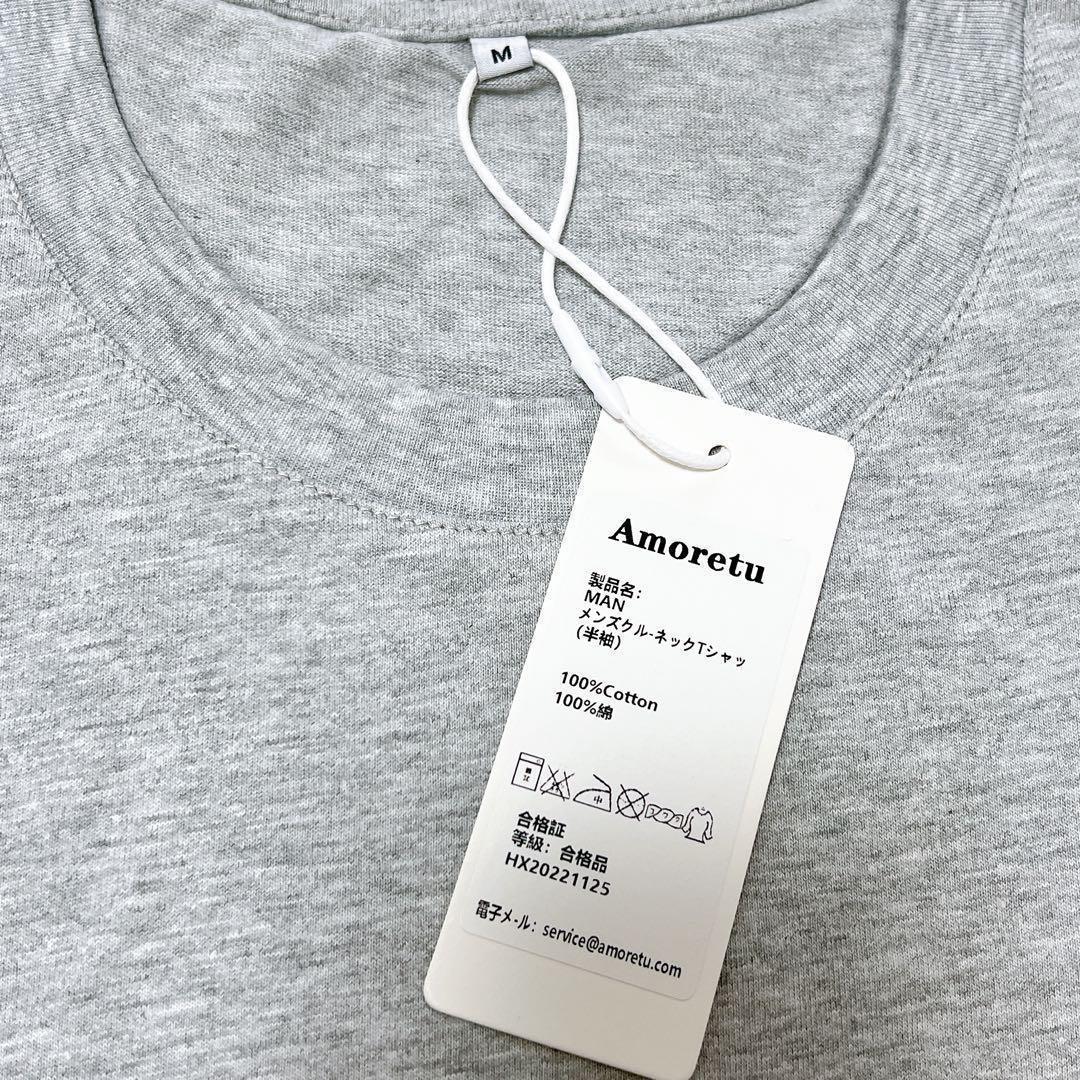 M
Amoretu
製品名:
MAN
メンズクル-ネックTシャッ
(半袖)
100%Cotton
100%綿
中
合格証
等級: 合格品
HX20221125
電子メール: service@amoretu.com